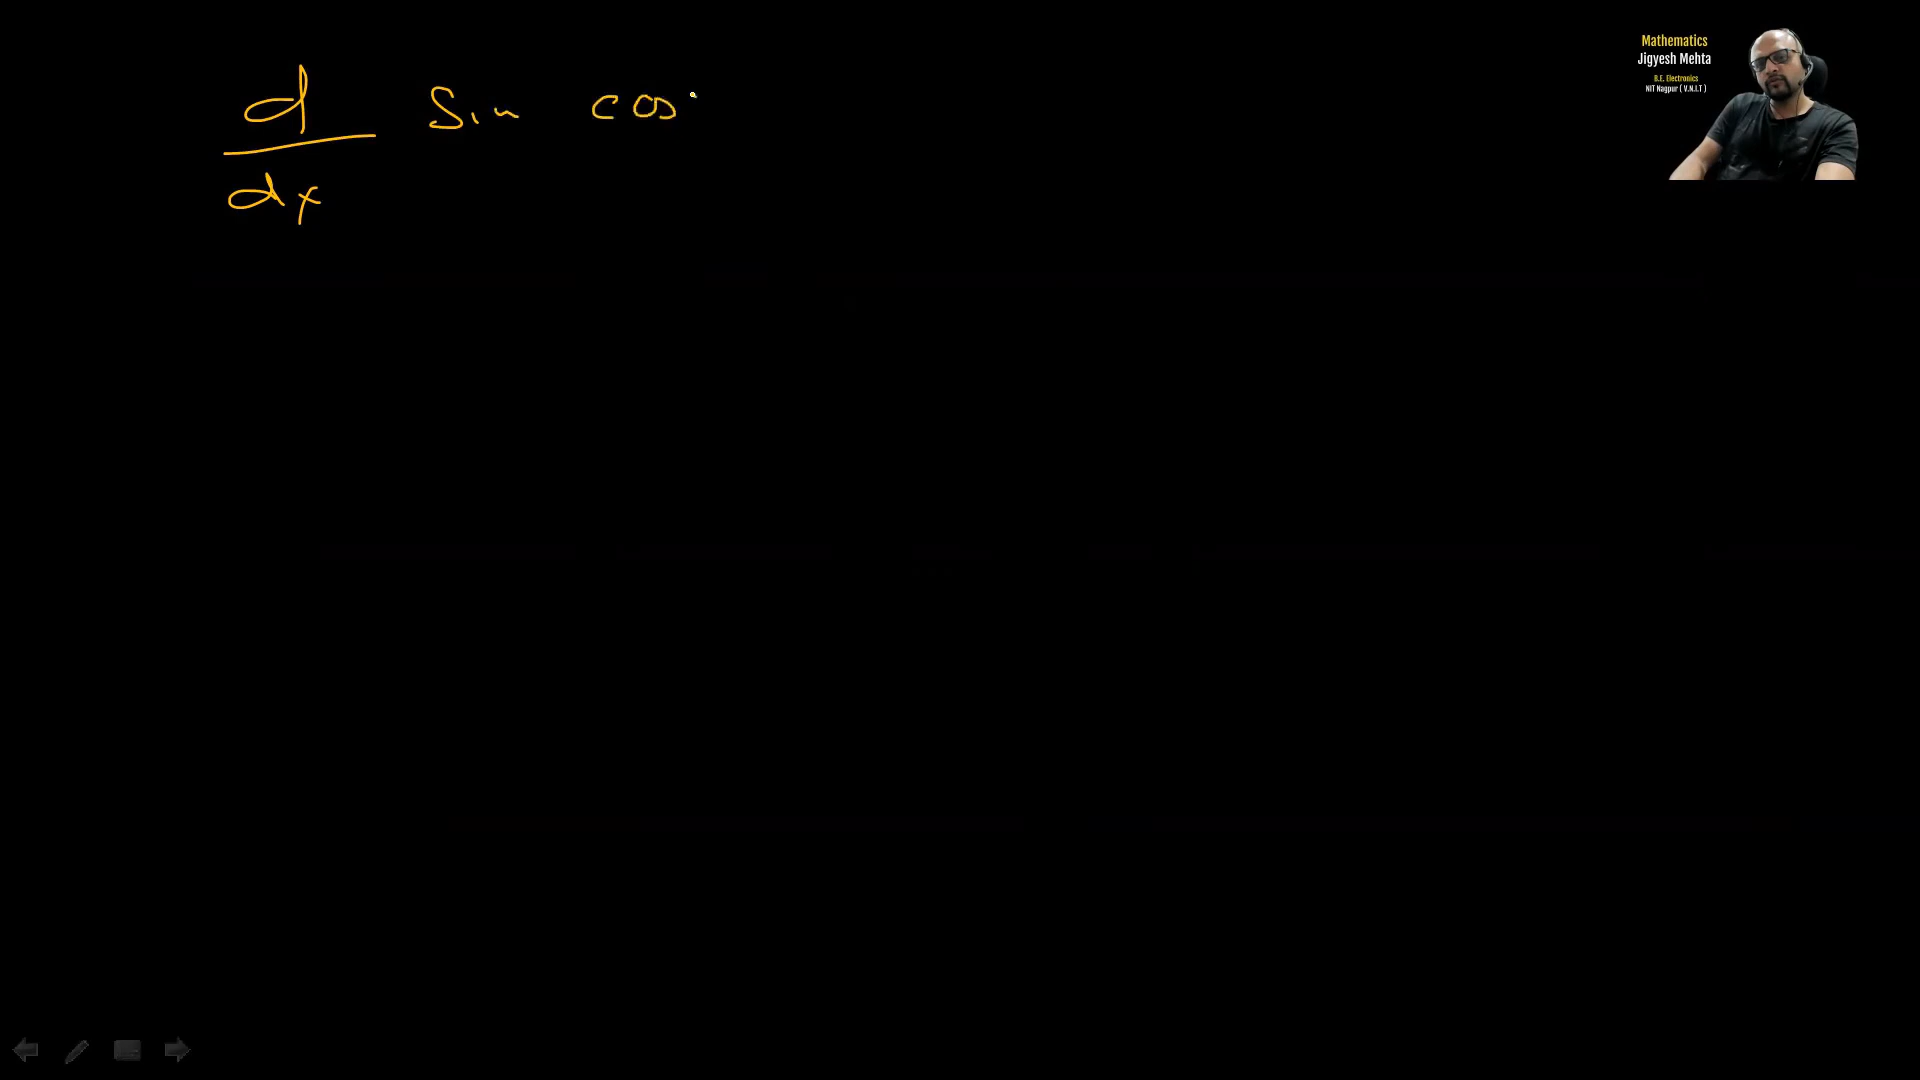 d sin cos
dx
Mathematics
Jigyesh Mehta
B.E. Electronics
NIT Nagpur ( V.N.I.T )